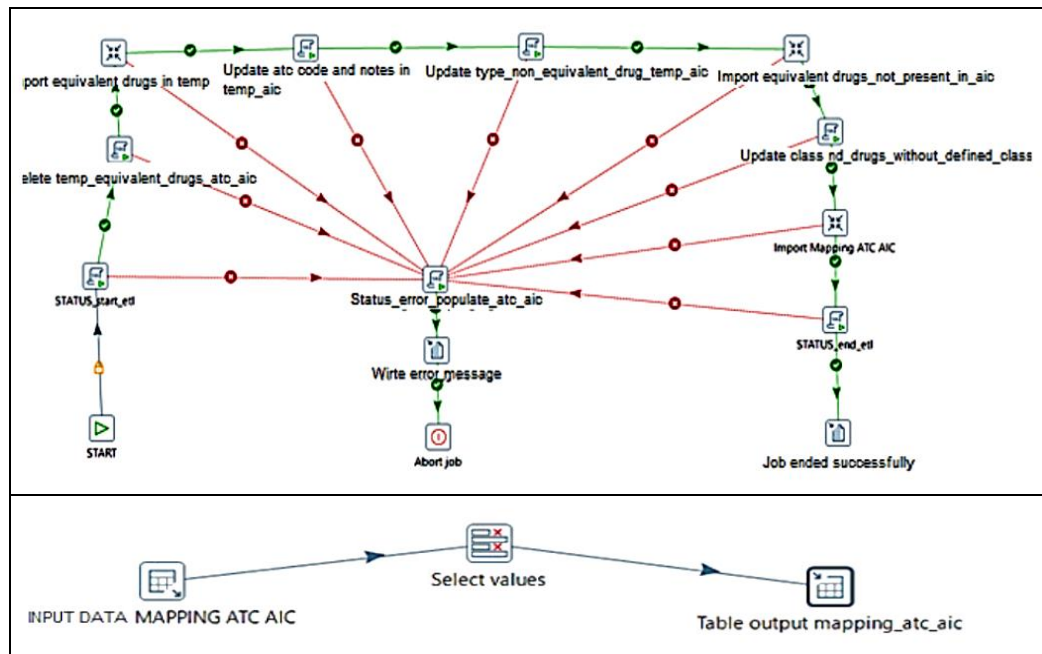 port equivalent drugs in temp
Update atc code and notes in
temp_aic
Update type_non_equivalent_drug_temp_aic
Import equivalent drugs_not_present_in_aic
elete temp_equivalent_drugs_atc_aic
Update class nd_drugs_without_defined_class
Import Mapping ATC AIC
STATUS_start_etl
Status_error_populate_atc_aic
STATUS_end_etl
Wirte error message
START
Abort job
Job ended successfully
Select values
INPUT DATA MAPPING ATC AIC
Table output mapping_atc_aic